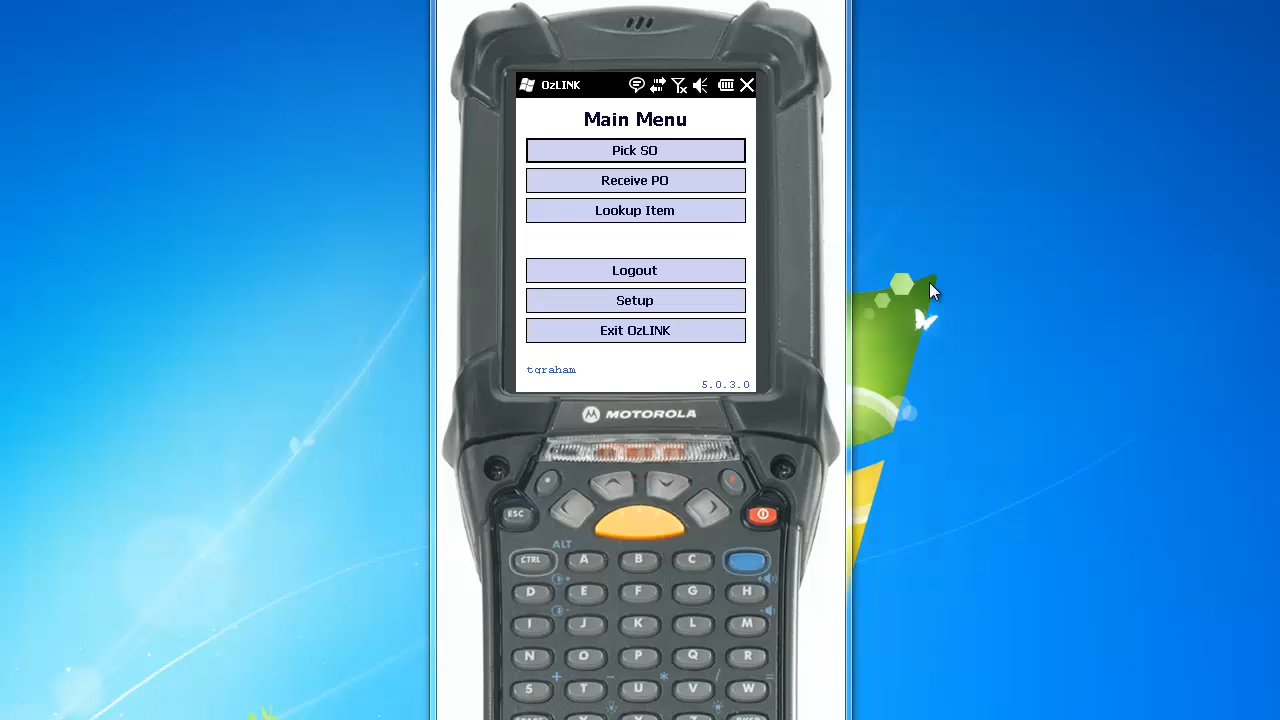 OzLINK
Main Menu
Pick SO
Receive PO
Lookup Item
Logout
Setup
Exit OzLINK
tgraham
5.0.3.0
MOTOROLA
ESC
ALT
CTRL A B C
D E F G H
I J K L M
N O P Q R
+ - * / =
S T U V W